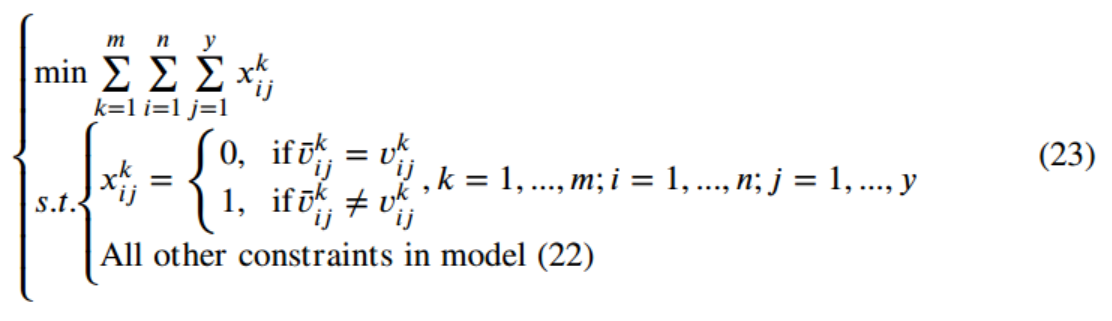 min ∑_{k=1}^{m} ∑_{i=1}^{n} ∑_{j=1}^{y} x_{ij}^{k}
s.t. x_{ij}^{k} = { 0, if v̄_{ij}^{k} = v_{ij}^{k}
1, if v̄_{ij}^{k} ≠ v_{ij}^{k} , k = 1, ..., m; i = 1, ..., n; j = 1, ..., y (23)
All other constraints in model (22)